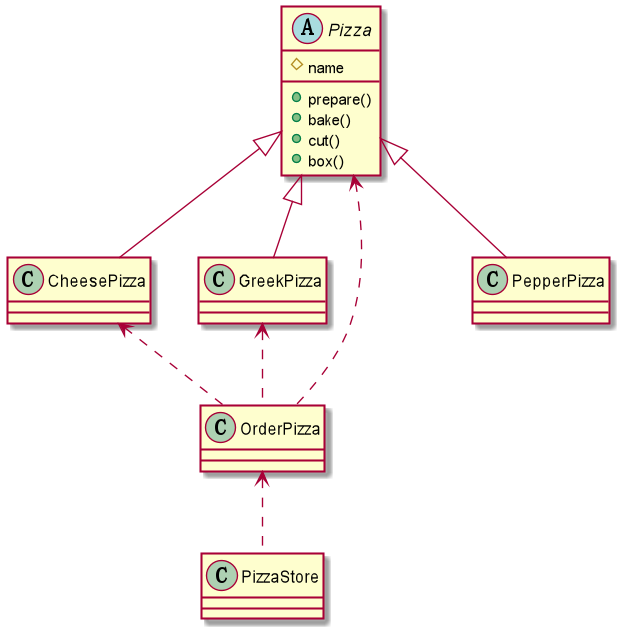 A Pizza
name
prepare()
bake()
cut()
box()
C CheesePizza
C GreekPizza
C PepperPizza
C OrderPizza
C PizzaStore